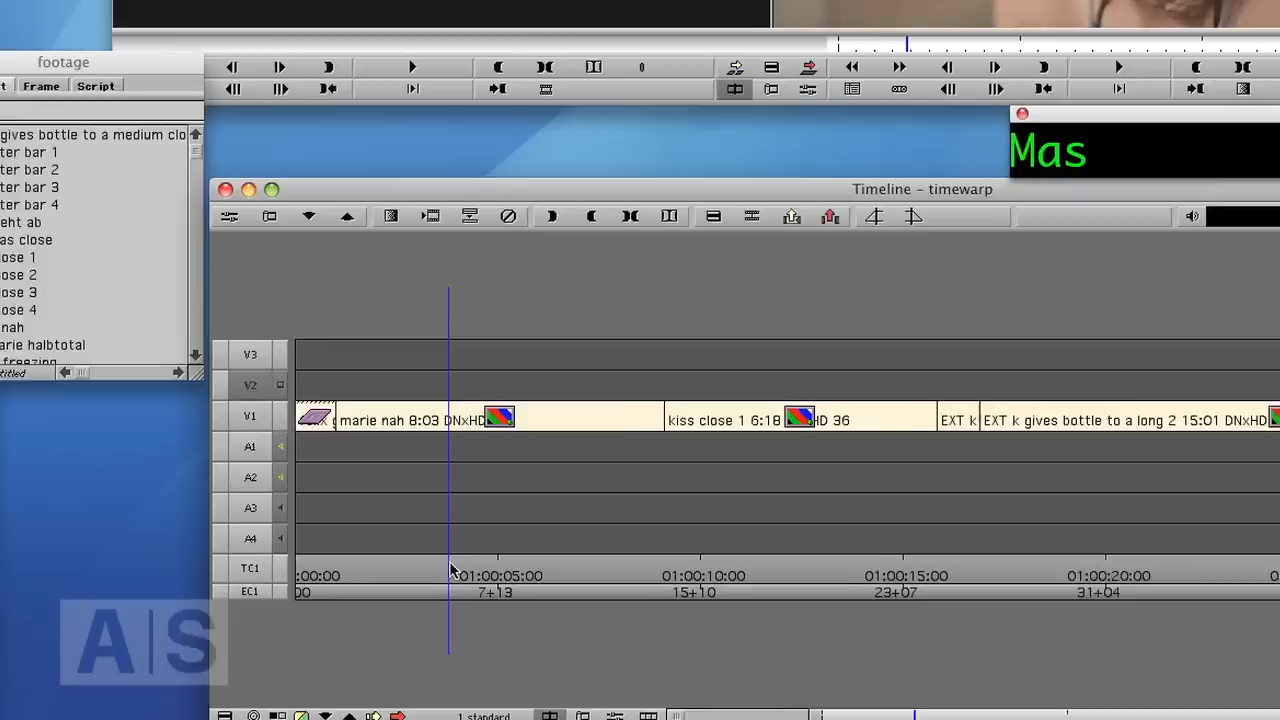 footage
t Frame Script
gives bottle to a medium clo
ter bar 1
ter bar 2
ter bar 3
ter bar 4
eht ab
as close
ose 1
ose 2
ose 3
ose 4
nah
arie halbtotal
freezing
titled
0
Mas
Timeline - timewarp
V3
V2
V1
marie nah 8:03 DNxHD
kiss close 1 6:18 HD 36
EXT k
EXT k gives bottle to a long 2 15:01 DNxHD
A1
A2
A3
A4
TC1
:00:00
01:00:05:00
01:00:10:00
01:00:15:00
01:00:20:00
0
EC1
00
7+13
15+10
23+07
31+04
A|S
1 standard